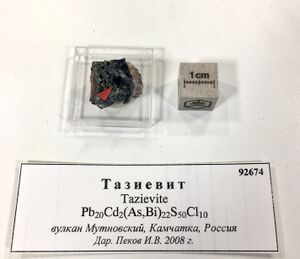 1cm
92674
Тазиевит
Tazievite
Pb20Cd2(As,Bi)22S50Cl10
вулкан Мутновский, Камчатка, Россия
Дар. Пеков И.В. 2008 г.